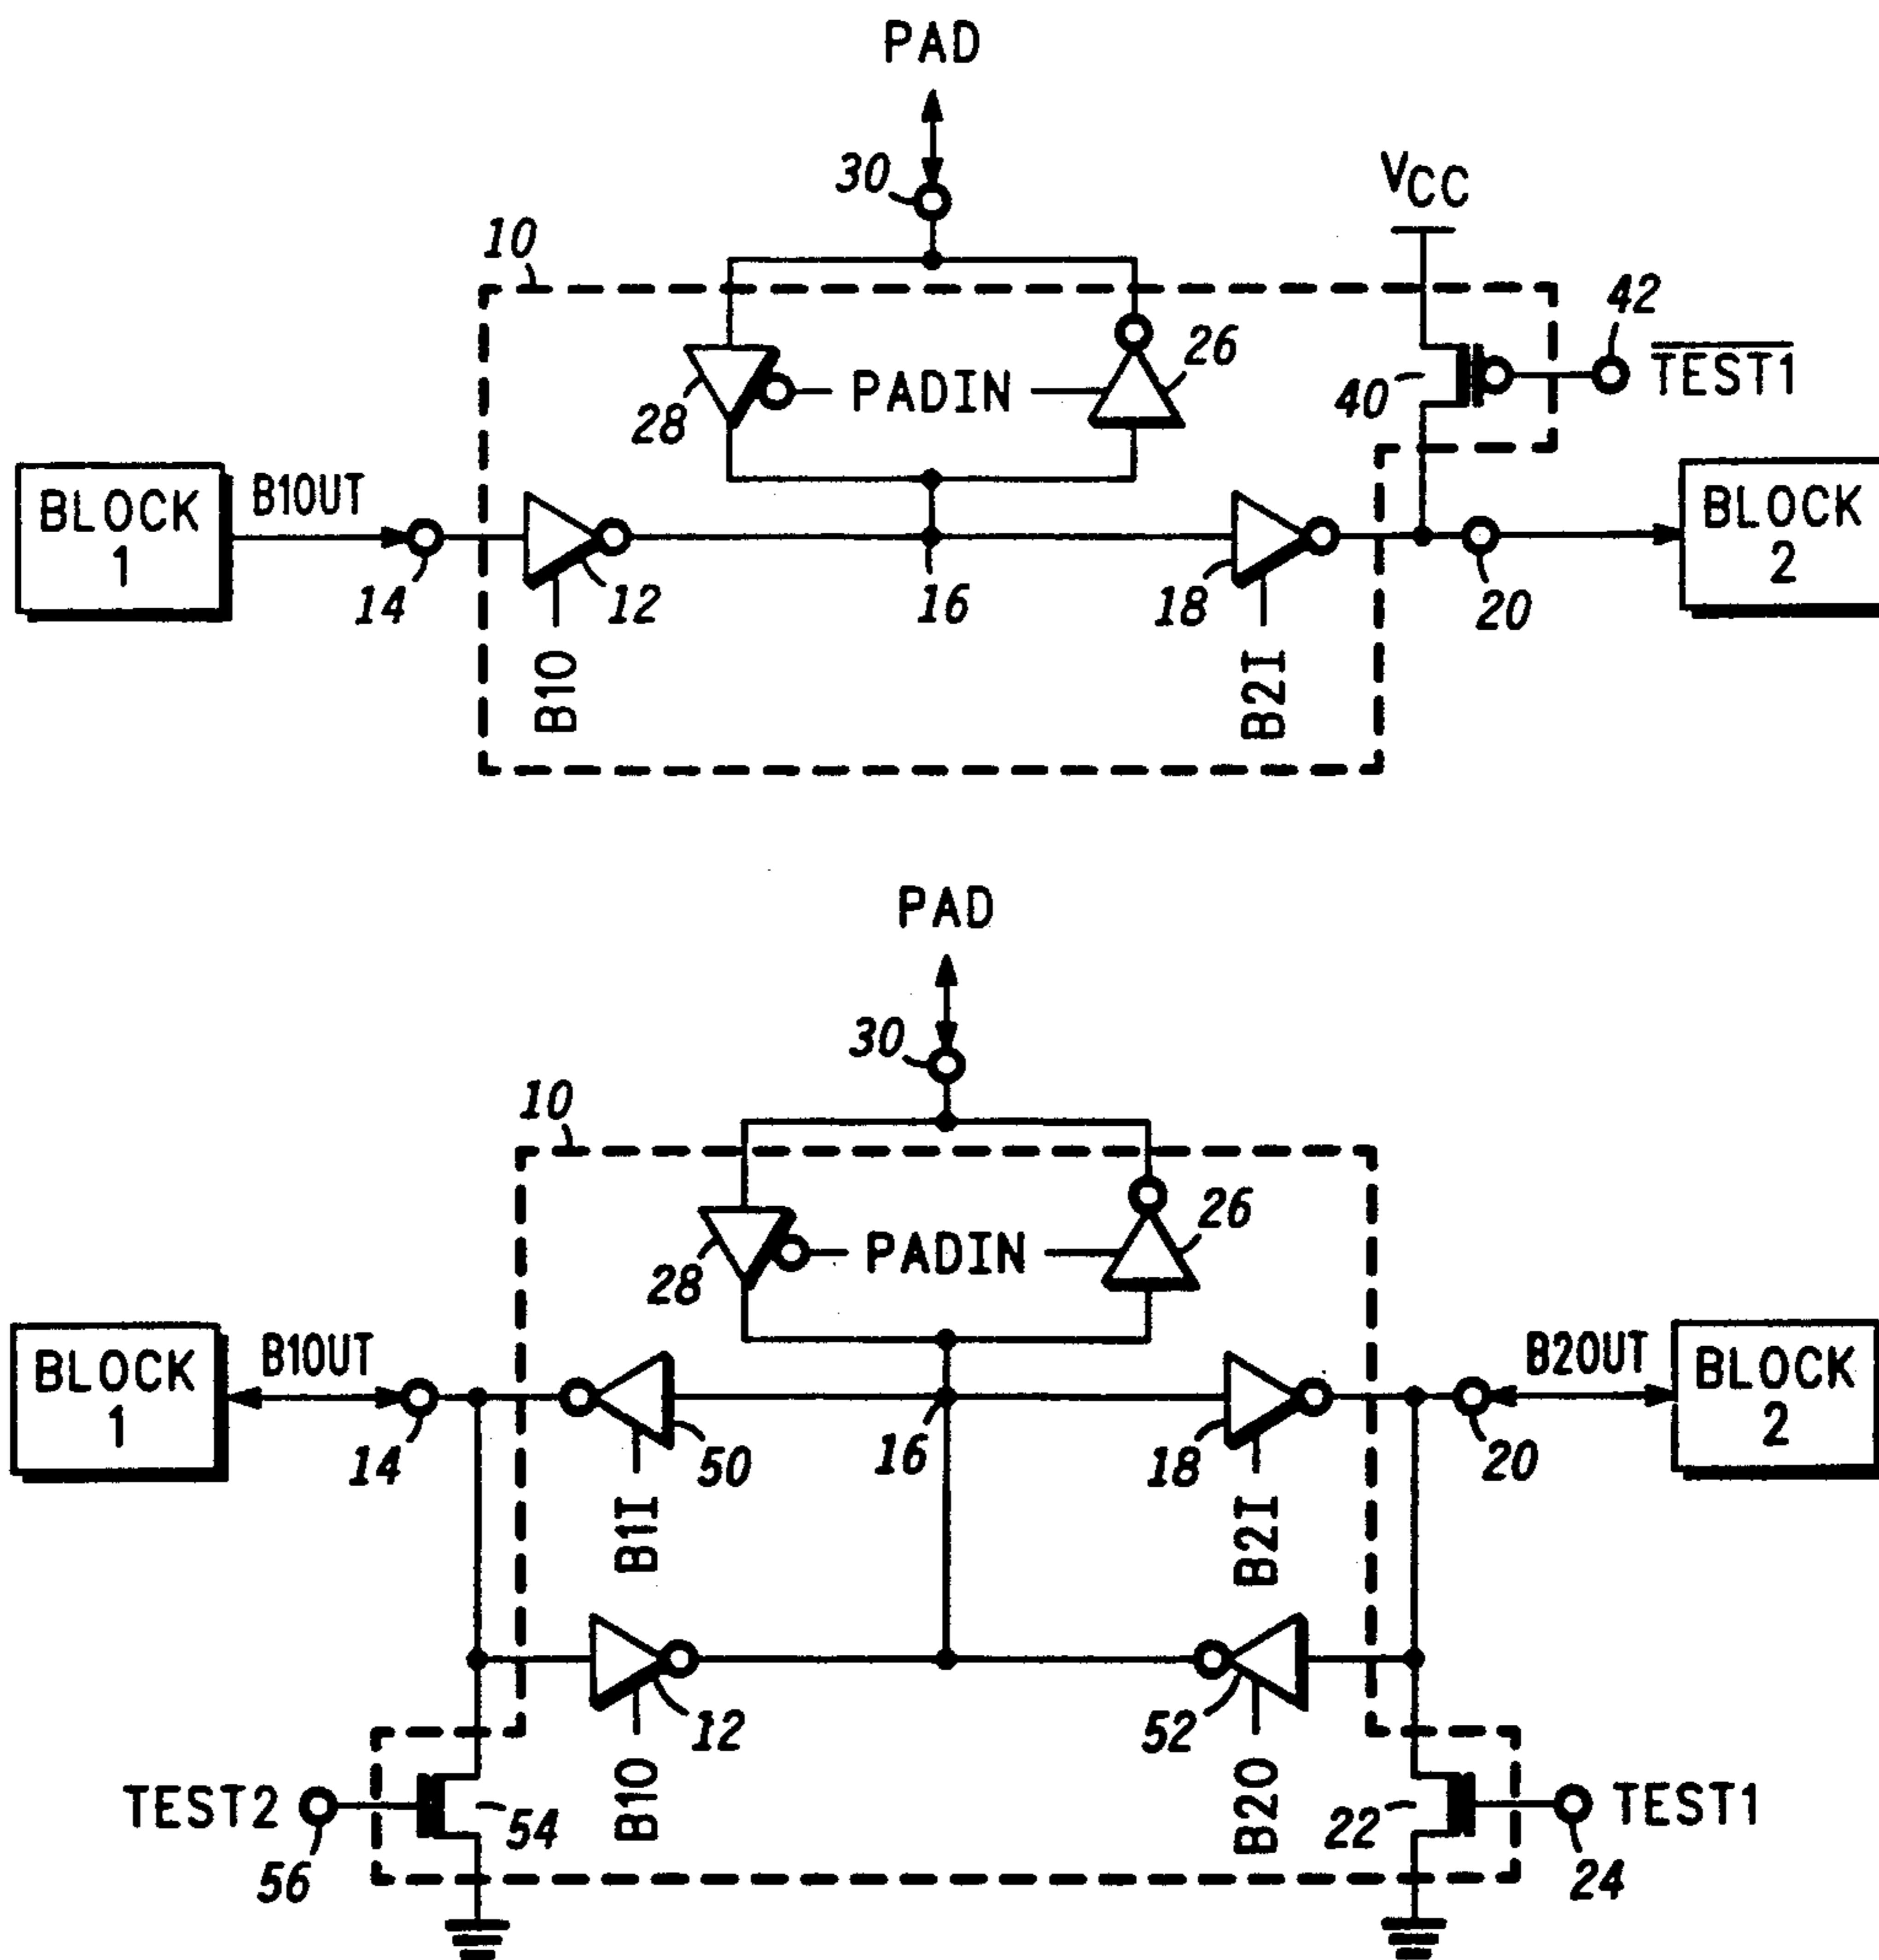 PAD
30
VCC
10
42
28
PADIN
26
40
TEST1
BLOCK
1
B1OUT
14
12
16
18
20
BLOCK
2
B1O
B2I
PAD
30
10
28
PADIN
26
BLOCK
1
B1OUT
14
50
16
18
B2OUT
20
BLOCK
2
B1I
B2I
12
52
TEST2
56
54
B1O
B2O
22
TEST1
24